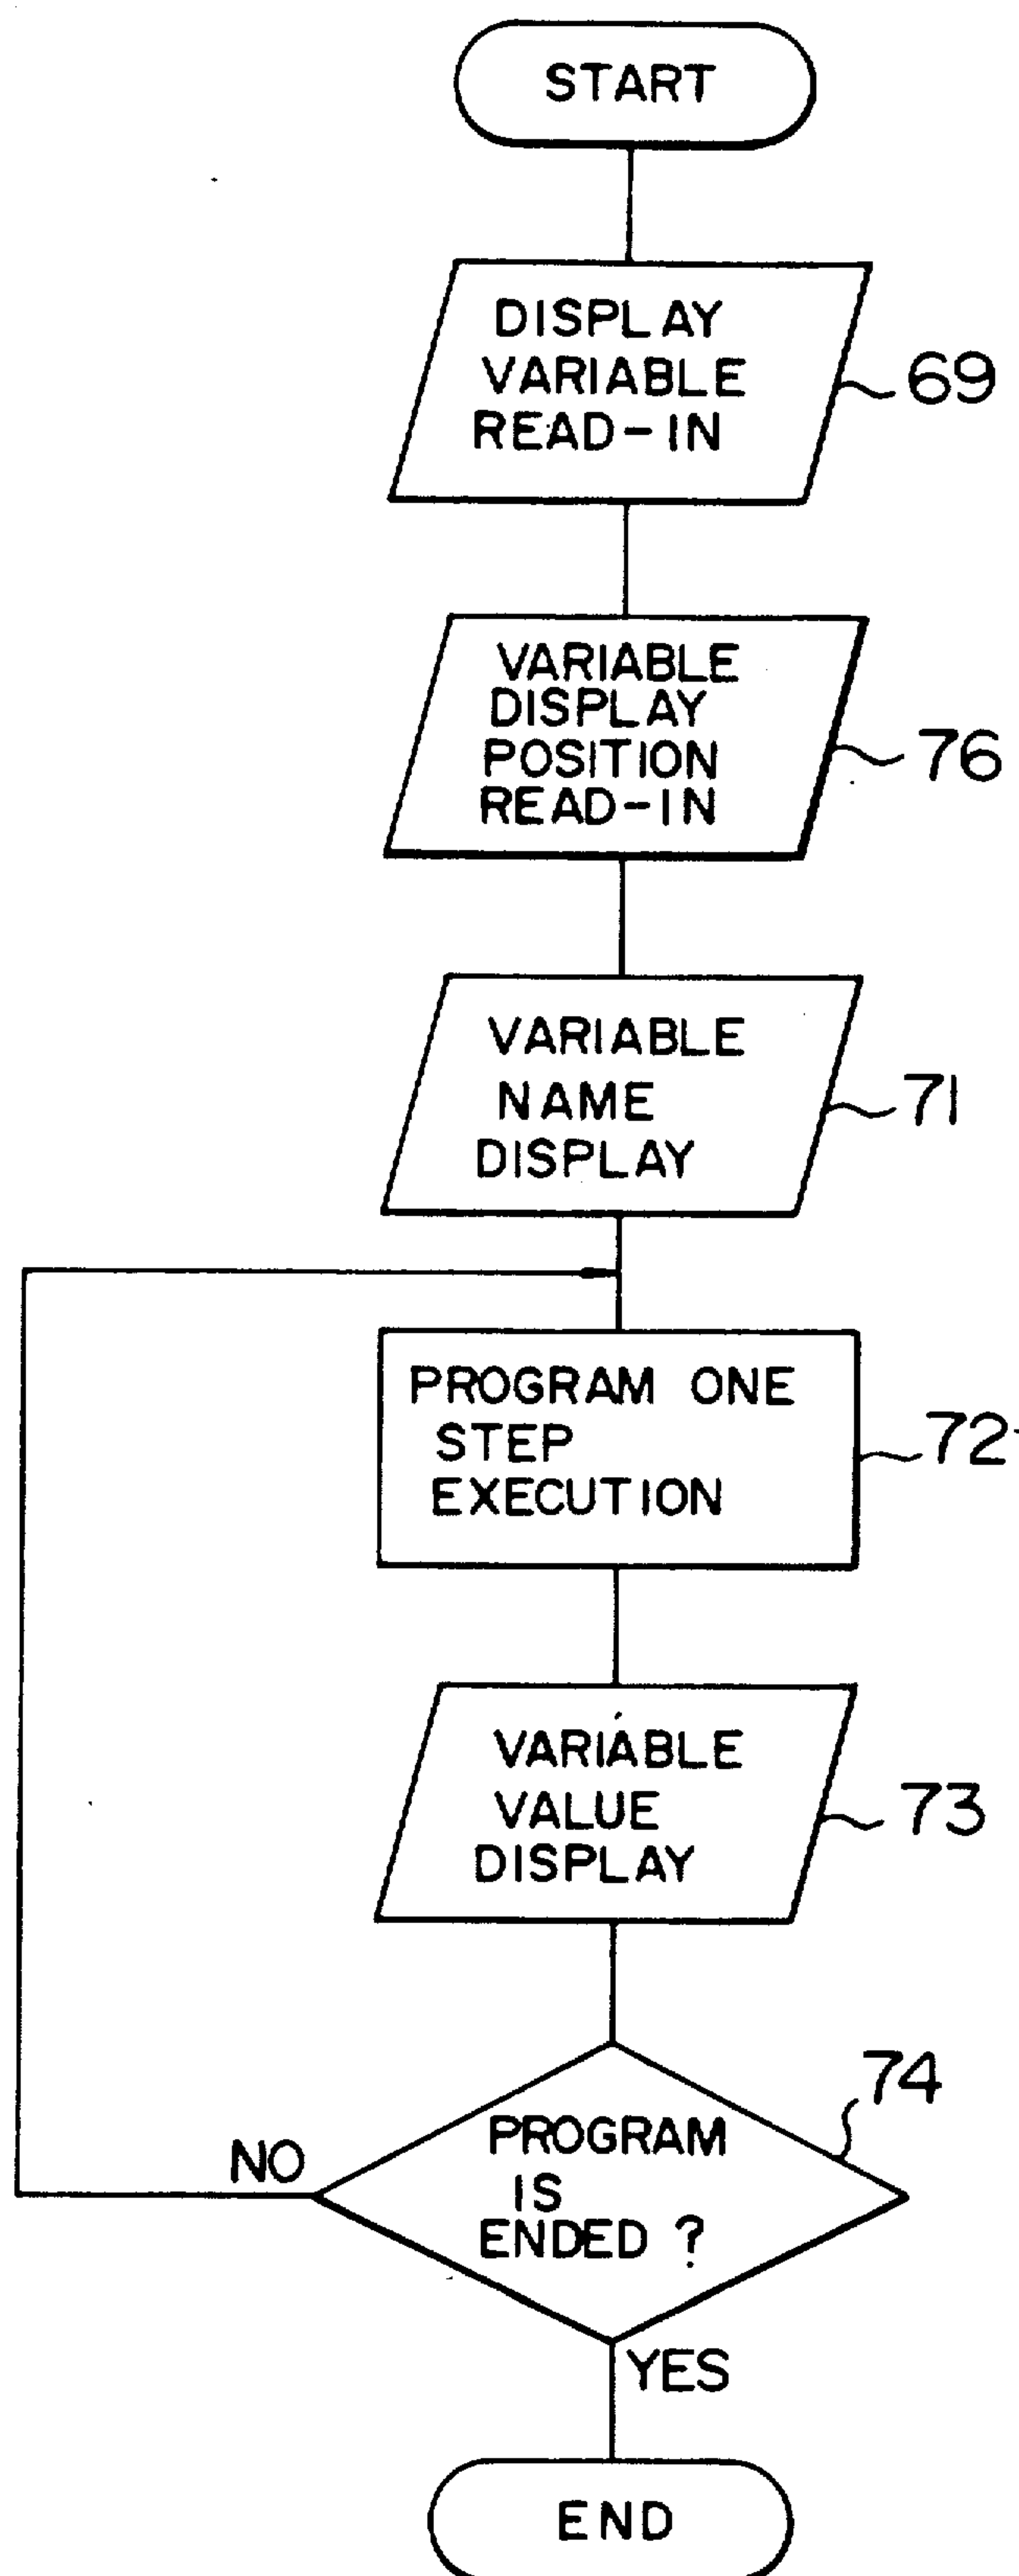 START
DISPLAY
VARIABLE
READ-IN
69
VARIABLE
DISPLAY
POSITION
READ-IN
76
VARIABLE
NAME
DISPLAY
71
PROGRAM ONE
STEP
EXECUTION
72
VARIABLE
VALUE
DISPLAY
73
74
PROGRAM
IS
ENDED ?
NO
YES
END